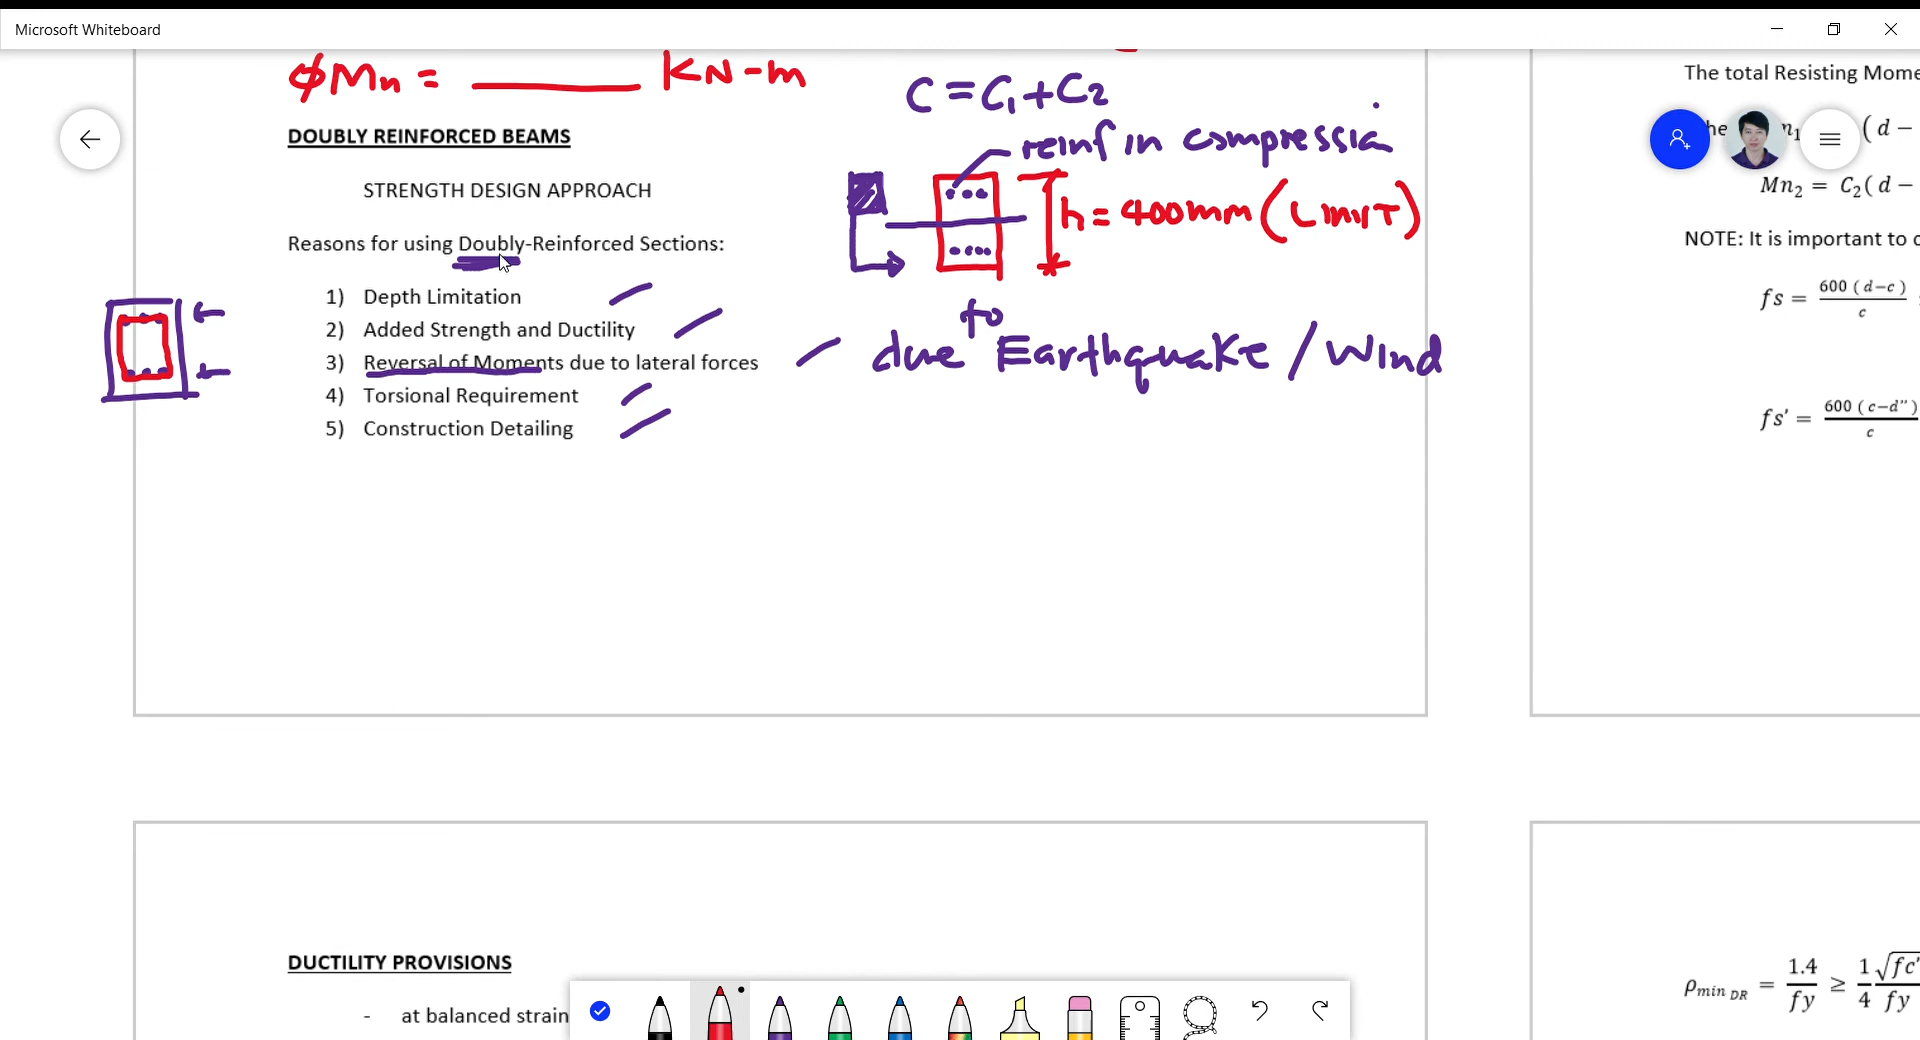 Microsoft Whiteboard
ϕMn = ______ KN-m
C = C1 + C2
DOUBLY REINFORCED BEAMS
reinf in compressio
STRENGTH DESIGN APPROACH
h = 400mm (LimiT)
Reasons for using Doubly-Reinforced Sections:
1) Depth Limitation
2) Added Strength and Ductility
3) Reversal of Moments due to lateral forces
due to Earthquake / Wind
4) Torsional Requirement
5) Construction Detailing
The total Resisting Mome
he n₁ (d −
Mn₂ = C₂(d −
NOTE: It is important to c
fs = 600 (d−c) / c
fs' = 600 (c−d") / c
DUCTILITY PROVISIONS
- at balanced strain
ρmin DR = 1.4 / fy ≥ 1/4 √fc' / fy